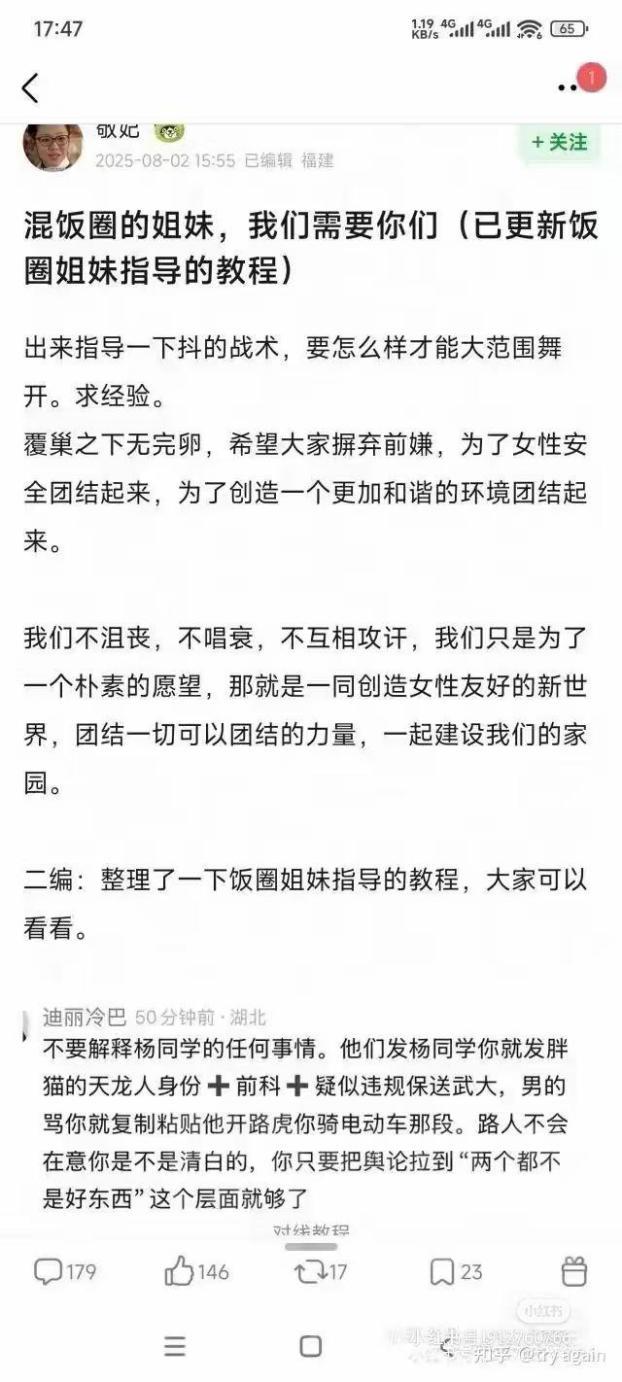 17:47
1.19 KB/s 4G 4G 6 65
1
敬妃
2025-08-02 15:55 已编辑 福建
+ 关注
混饭圈的姐妹，我们需要你们（已更新饭
圈姐妹指导的教程）
出来指导一下抖的战术，要怎么样才能大范围舞
开。求经验。
覆巢之下无完卵，希望大家摒弃前嫌，为了女性安
全团结起来，为了创造一个更加和谐的环境团结起
来。
我们不沮丧，不唱衰，不互相攻讦，我们只是为了
一个朴素的愿望，那就是一同创造女性友好的新世
界，团结一切可以团结的力量，一起建设我们的家
园。
二编：整理了一下饭圈姐妹指导的教程，大家可以
看看。
迪丽冷巴 50分钟前 · 湖北
不要解释杨同学的任何事情。他们发杨同学你就发胖
猫的天龙人身份➕前科➕疑似违规保送武大，男的
骂你就复制粘贴他开路虎你骑电动车那段。路人不会
在意你是不是清白的，你只要把舆论拉到“两个都不
是好东西”这个层面就够了
对线教程
179 146 17 23
小红书
知乎 @try again